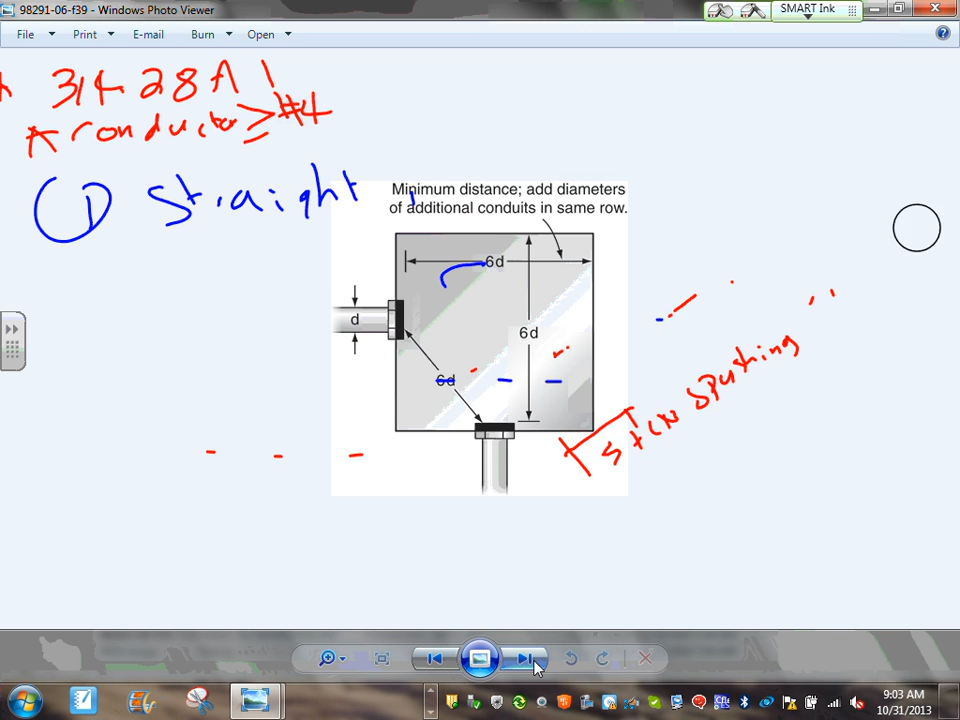 98291-06-f39 - Windows Photo Viewer
SMART Ink
File Print E-mail Burn Open
314.28 A
conductor ≥ #4
① Straight
Minimum distance; add diameters
of additional conduits in same row.
6d
d
6d
6d
9:03 AM
10/31/2013